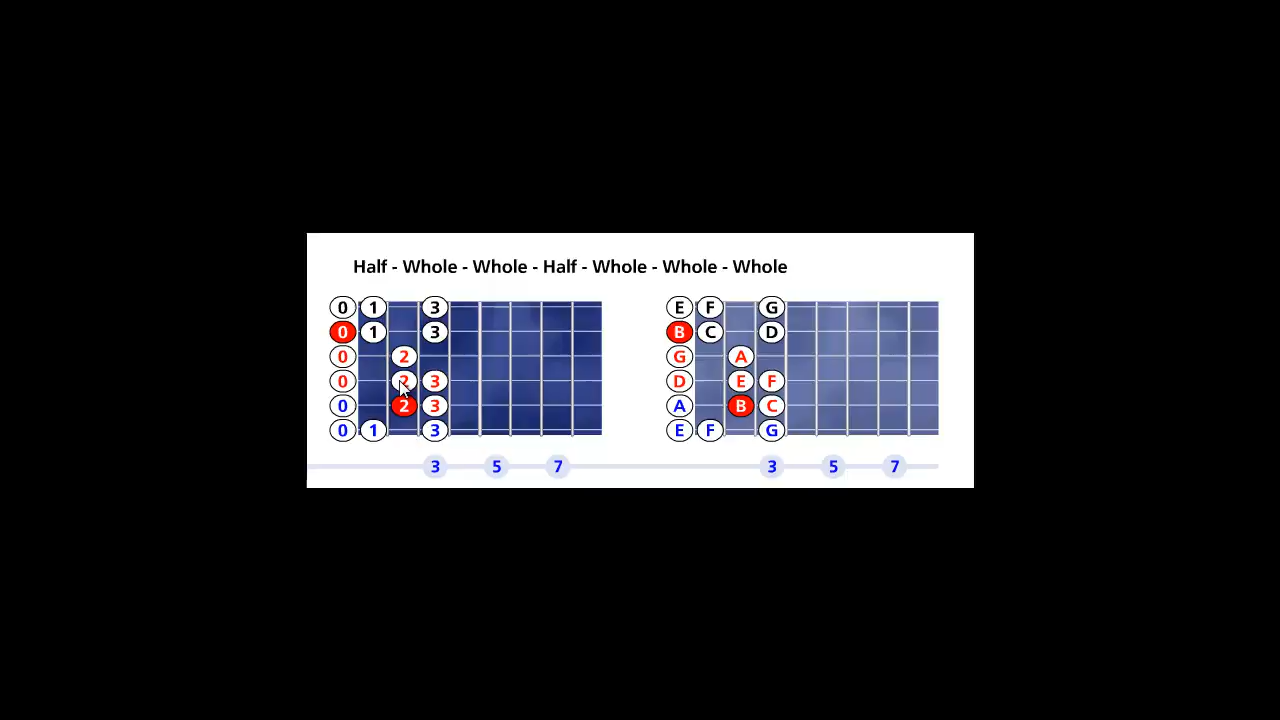 Half - Whole - Whole - Half - Whole - Whole - Whole
0 1 3 E F G
0 1 3 B C D
0 2 G A
0 2 3 D E F
0 2 3 A B C
0 1 3 E F G
3 5 7 3 5 7